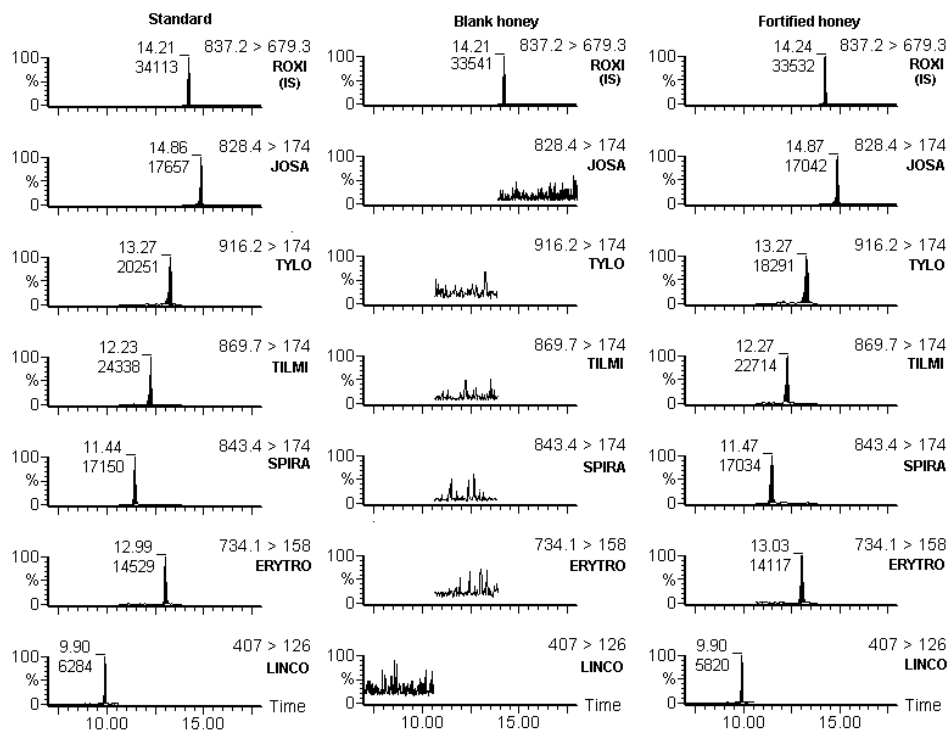 Standard
Blank honey
Fortified honey
14.21 837.2 > 679.3
34113 ROXI
(IS)
100
%
0
14.21 837.2 > 679.3
33541 ROXI
(IS)
100
%
0
14.24 837.2 > 679.3
33532 ROXI
(IS)
100
%
0
14.86 828.4 > 174
17657 JOSA
100
%
0
828.4 > 174
JOSA
100
%
0
14.87 828.4 > 174
17042 JOSA
100
%
0
13.27 916.2 > 174
20251 TYLO
100
%
0
916.2 > 174
TYLO
100
%
0
13.27 916.2 > 174
18291 TYLO
100
%
0
12.23 869.7 > 174
24338 TILMI
100
%
0
869.7 > 174
TILMI
100
%
0
12.27 869.7 > 174
22714 TILMI
100
%
0
11.44 843.4 > 174
17150 SPIRA
100
%
0
843.4 > 174
SPIRA
100
%
0
11.47 843.4 > 174
17034 SPIRA
100
%
0
12.99 734.1 > 158
14529 ERYTRO
100
%
0
734.1 > 158
ERYTRO
100
%
0
13.03 734.1 > 158
14117 ERYTRO
100
%
0
9.90 407 > 126
6284 LINCO
100
%
0
Time
10.00 15.00
407 > 126
LINCO
100
%
0
Time
10.00 15.00
9.90 407 > 126
5820 LINCO
100
%
0
Time
10.00 15.00